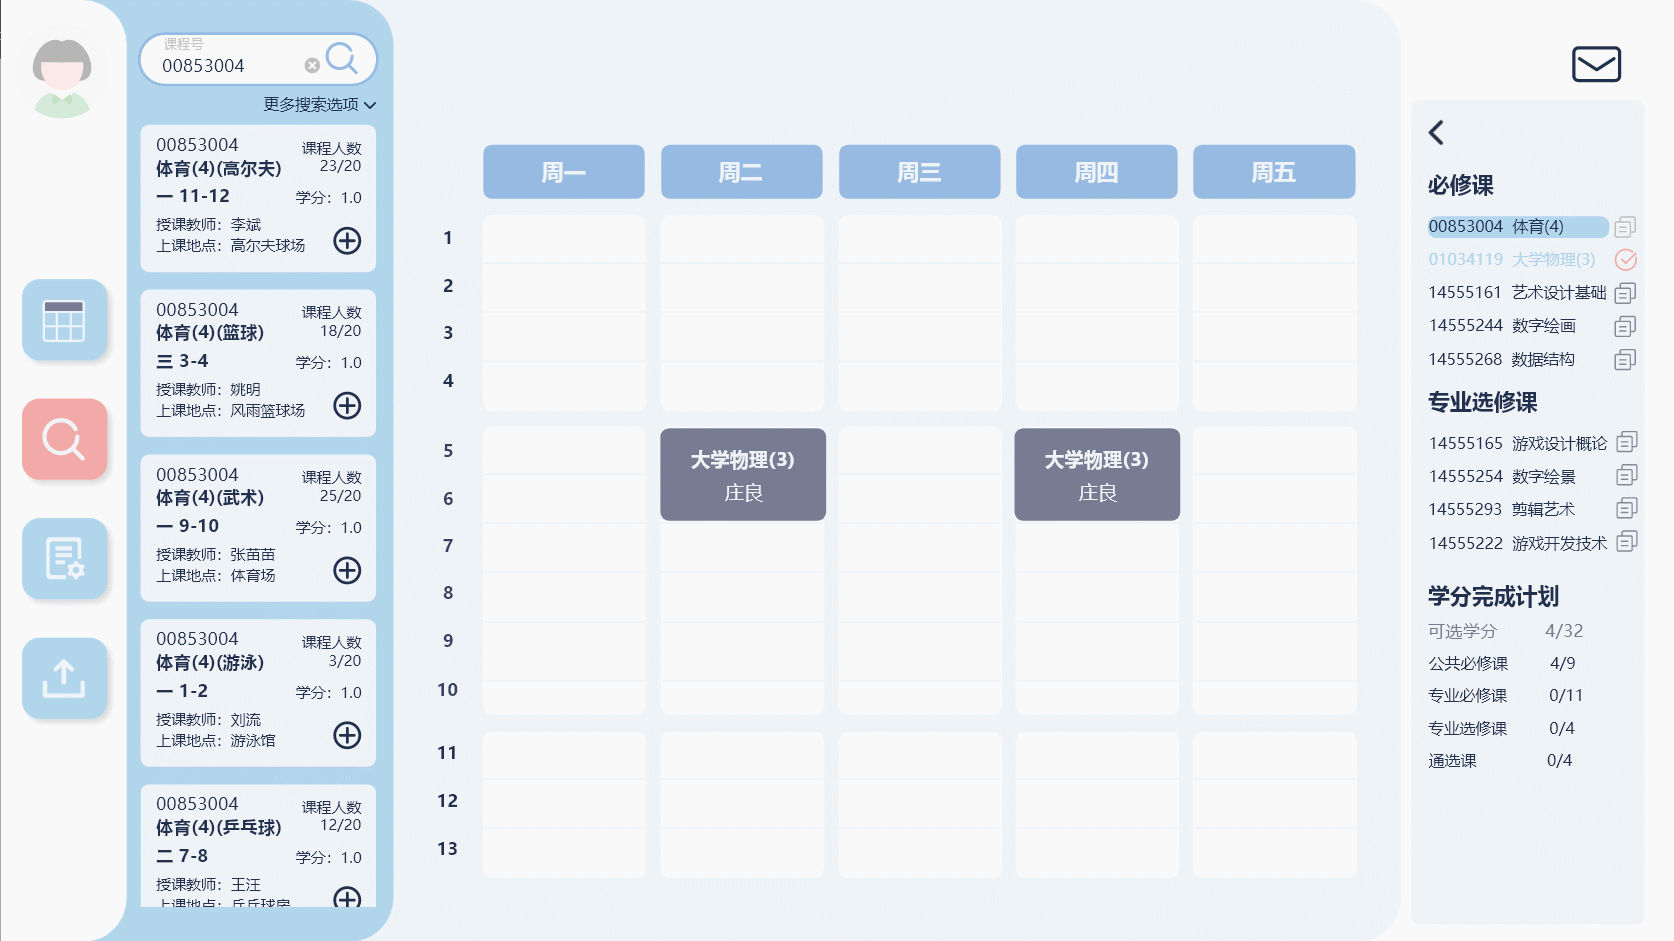 课程号
00853004
更多搜索选项
00853004
课程人数
体育(4)(高尔夫)
23/20
一 11-12
学分：1.0
授课教师：李斌
上课地点：高尔夫球场
00853004
课程人数
体育(4)(篮球)
18/20
三 3-4
学分：1.0
授课教师：姚明
上课地点：风雨篮球场
00853004
课程人数
体育(4)(武术)
25/20
一 9-10
学分：1.0
授课教师：张苗苗
上课地点：体育场
00853004
课程人数
体育(4)(游泳)
3/20
一 1-2
学分：1.0
授课教师：刘流
上课地点：游泳馆
00853004
课程人数
体育(4)(乒乓球)
12/20
二 7-8
学分：1.0
授课教师：王汪
上课地点：乒乓球房
周一
周二
周三
周四
周五
1
2
3
4
5
6
7
8
9
10
11
12
13
大学物理(3)
庄良
大学物理(3)
庄良
必修课
00853004 体育(4)
01034119 大学物理(3)
14555161 艺术设计基础
14555244 数字绘画
14555268 数据结构
专业选修课
14555165 游戏设计概论
14555254 数字绘景
14555293 剪辑艺术
14555222 游戏开发技术
学分完成计划
可选学分 4/32
公共必修课 4/9
专业必修课 0/11
专业选修课 0/4
通选课 0/4